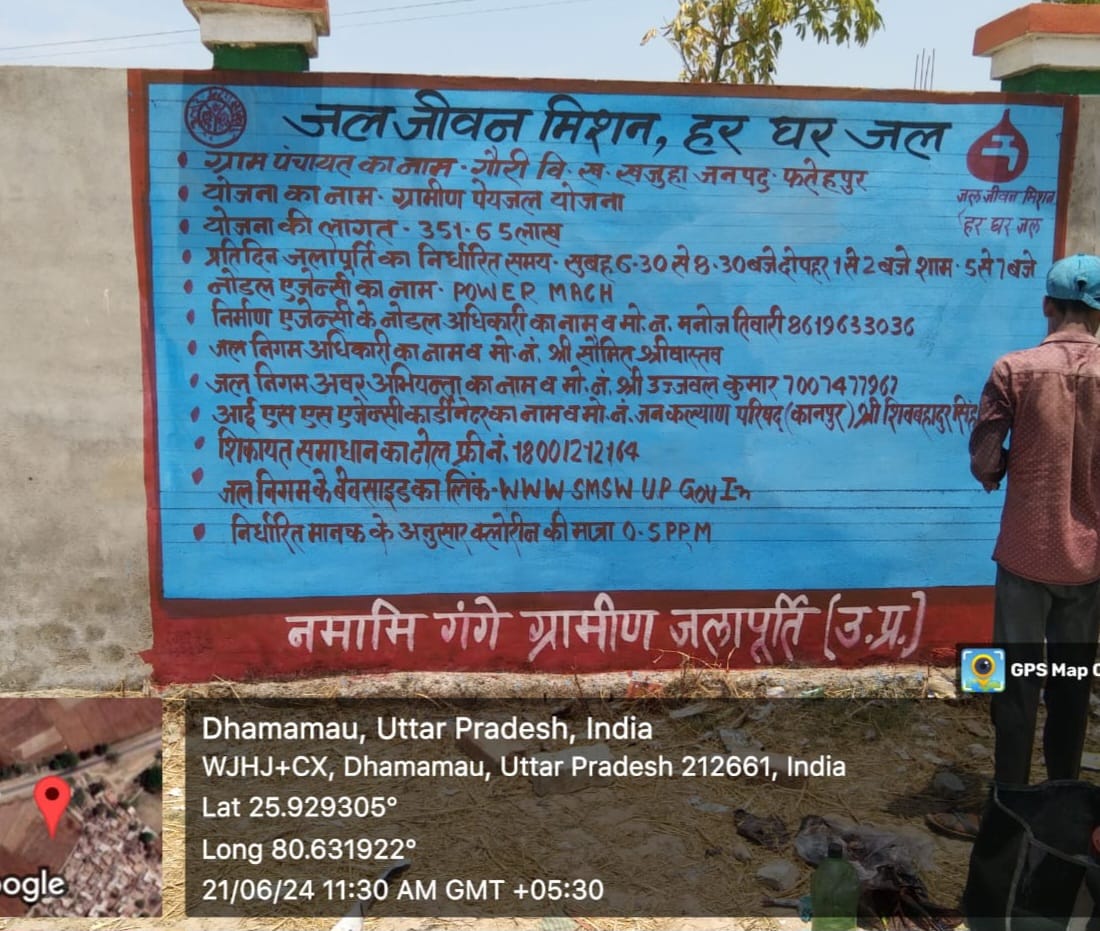 जल जीवन मिशन, हर घर जल
• ग्राम पंचायत का नाम - गौरी वि. ख. खजुहा जनपद - फतेहपुर
• योजना का नाम - ग्रामीण पेयजल योजना
• योजना की लागत - 351.65 लाख
• प्रतिदिन जलापूर्ति का निर्धारित समय - सुबह 6-30 से 8-30 बजे दोपहर 1 से 2 बजे शाम - 5 से 7 बजे
• नोडल एजेन्सी का नाम - POWER MACH
• निर्माण एजेन्सी के नोडल अधिकारी का नाम व मो. न. मनोज तिवारी 8619633036
• जल निगम अधिकारी का नाम व मो. नं. श्री सौमित श्रीवास्तव
• जल निगम अवर अभियन्ता का नाम व मो. नं. श्री उज्जवल कुमार 7007477967
• आई एस एस एजेन्सी कार्डीनेटर का नाम व मो. नं. जन कल्याण परिषद (कानपुर) श्री शिवबहादुर सिंह
• शिकायत समाधान का टोल फ्री नं. 18001212164
• जल निगम के बेवसाइड का लिंक - WWW SMSW U.P GOV In
• निर्धारित मानक के अनुसार क्लोरीन की मात्रा 0.5 PPM
जल जीवन मिशन
हर घर जल
नमामि गंगे ग्रामीण जलापूर्ति (उ.प्र.)
GPS Map C
Dhamamau, Uttar Pradesh, India
WJHJ+CX, Dhamamau, Uttar Pradesh 212661, India
Lat 25.929305°
Long 80.631922°
21/06/24 11:30 AM GMT +05:30
oogle